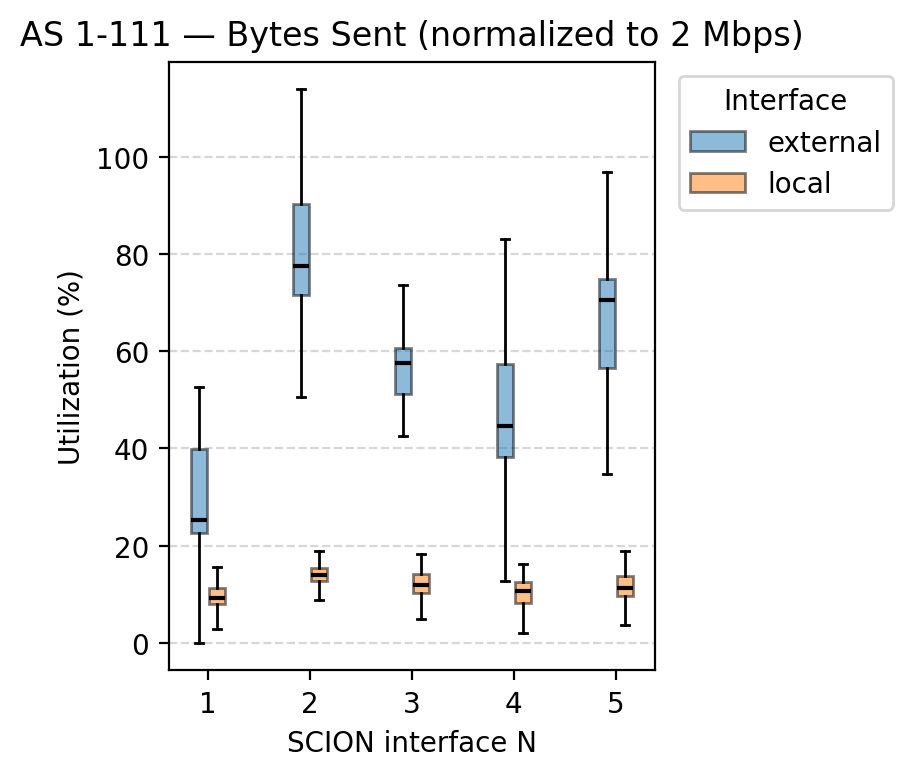 AS 1-111 — Bytes Sent (normalized to 2 Mbps)
Interface
external
local
Utilization (%)
100
80
60
40
20
0
1 2 3 4 5
SCION interface N